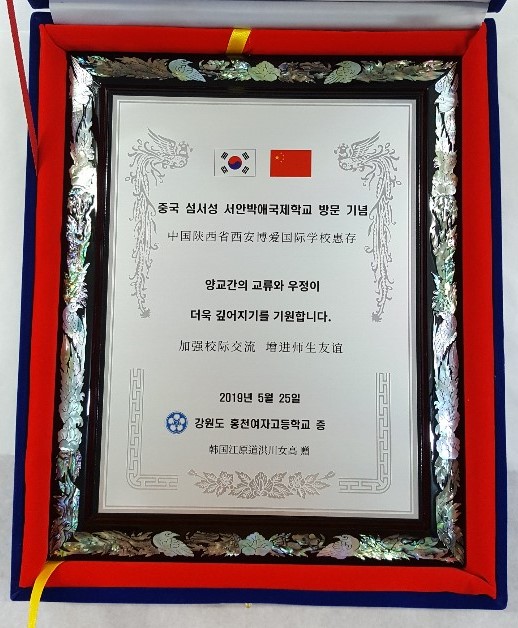 중국 섬서성 서안박애국제학교 방문 기념
中国陕西省西安博爱国际学校惠存
양교간의 교류와 우정이
더욱 깊어지기를 기원합니다.
加强校际交流 增进师生友谊
2019년 5월 25일
강원도 홍천여자고등학교 증
韩国江原道洪川女高 赠